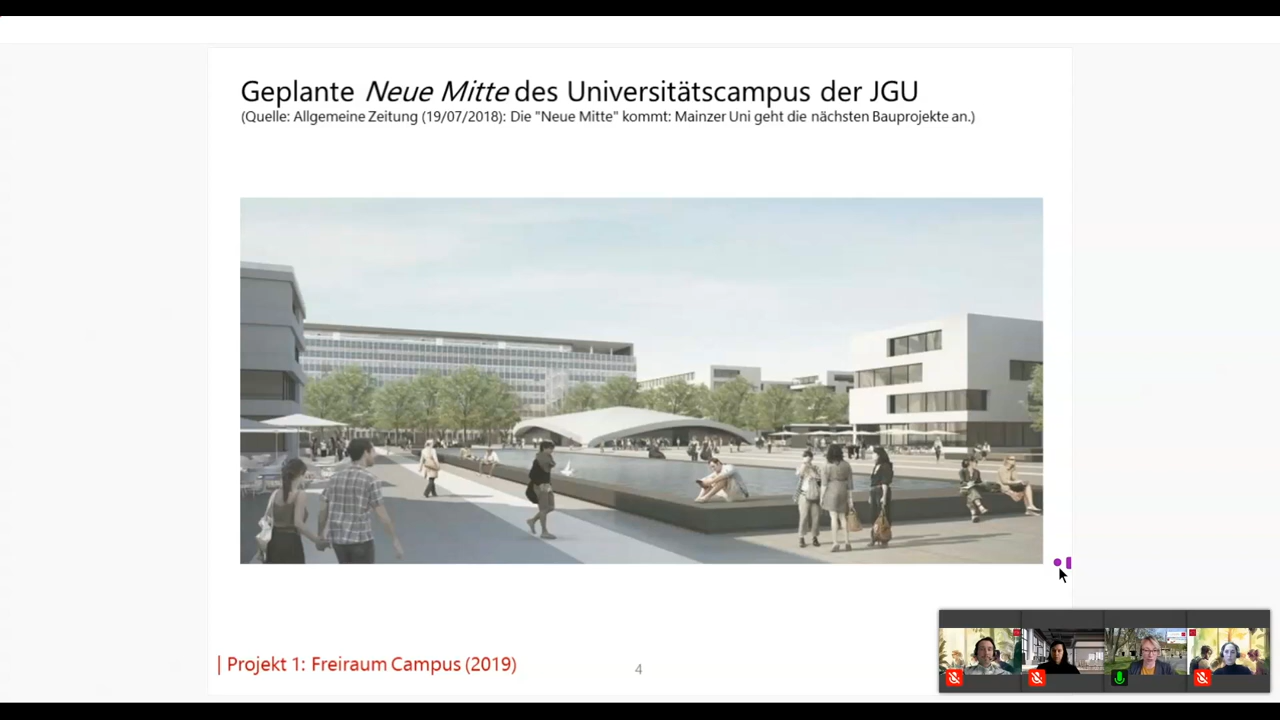 Geplante Neue Mitte des Universitätscampus der JGU
(Quelle: Allgemeine Zeitung (19/07/2018): Die "Neue Mitte" kommt: Mainzer Uni geht die nächsten Bauprojekte an.)
| Projekt 1: Freiraum Campus (2019)
4